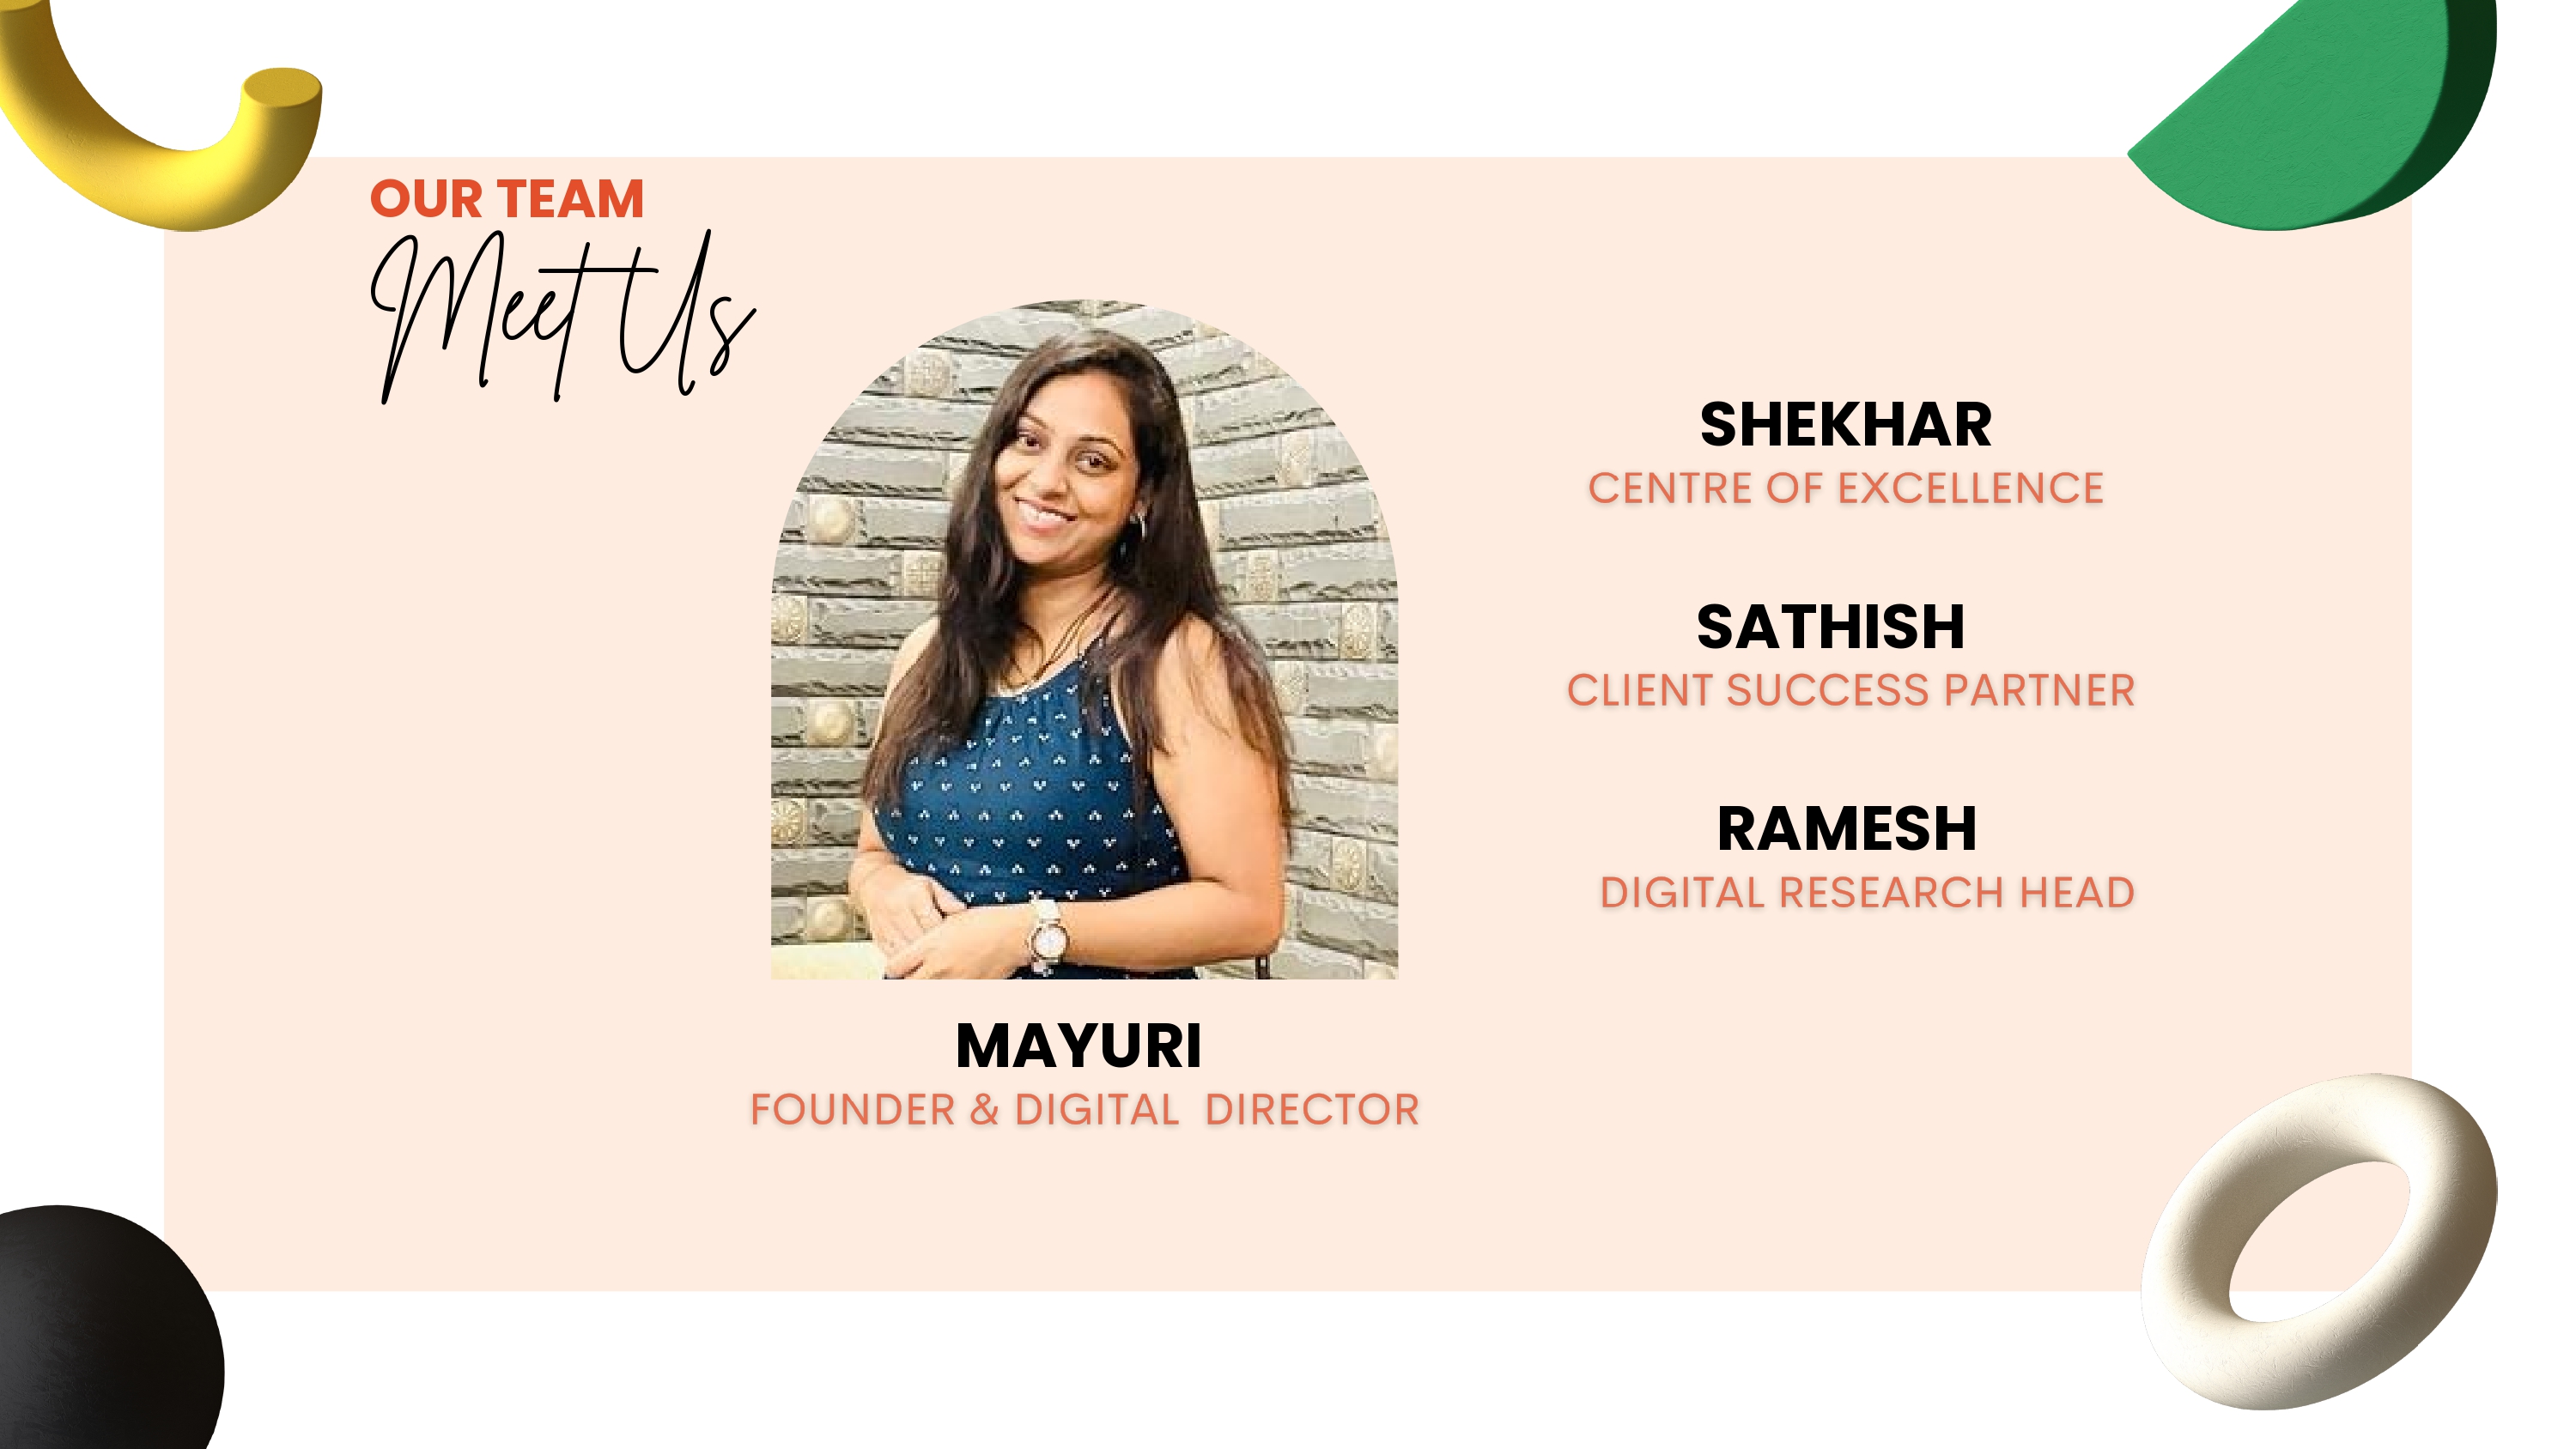 OUR TEAM
Meet Us
SHEKHAR
CENTRE OF EXCELLENCE
SATHISH
CLIENT SUCCESS PARTNER
RAMESH
DIGITAL RESEARCH HEAD
MAYURI
FOUNDER & DIGITAL DIRECTOR